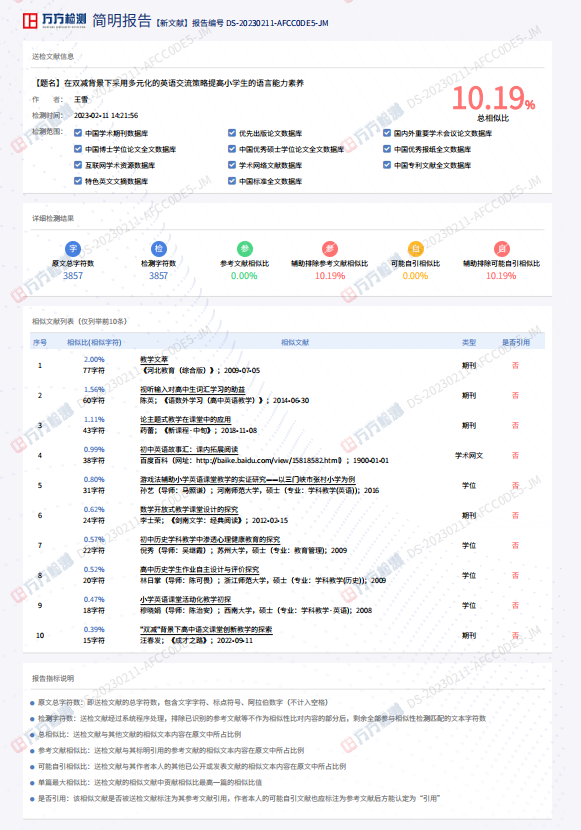 万方检测 简明报告【新文献】报告编号 DS-20230211-AFCC0DE5-JM
送检文献信息
【题名】在双减背景下采用多元化的英语交流策略提高小学生的语言能力素养
作 者： 王雪
检测时间： 2023-02-11 14:21:56
10.19%
总相似比
检测范围： 中国学术期刊数据库 优先出版论文数据库 国内外重要学术会议论文数据库
中国博士学位论文全文数据库 中国优秀硕士学位论文全文数据库 中国优秀报纸全文数据库
互联网学术资源数据库 学术网络文献数据库 中国专利文献全文数据库
特色英文文摘数据库 中国标准全文数据库
详细检测结果
原文总字符数 检测字符数 参考文献相似比 辅助排除参考文献相似比 可能自引相似比 辅助排除可能自引相似比
3857 3857 0.00% 10.19% 0.00% 10.19%
相似文献列表（仅列举前10条）
序号 相似比(相似字符) 相似文献 类型 是否引用
1 2.00% 77字符 教学文萃 期刊 否
《河北教育（综合版）》；2009-07-05
2 1.56% 60字符 视听输入对高中生词汇学习的助益 期刊 否
陈英；《语数外学习（高中英语教学）》；2014-06-30
3 1.11% 43字符 论主题式教学在课堂中的应用 期刊 否
药蕾；《新课程·中旬》；2018-11-08
4 0.99% 38字符 初中英语故事汇：课内拓展阅读 学术网文 否
百度百科（网址：http://baike.baidu.com/view/15818582.html）；1900-01-01
5 0.80% 31字符 游戏法辅助小学英语课堂教学的实证研究——以三门峡市张村小学为例 学位 否
孙艺（导师：马照谦）；河南师范大学，硕士（专业：学科教学(英语)）；2016
6 0.62% 24字符 数学开放式教学课堂设计的探究 期刊 否
李士荣；《剑南文学：经典阅读》；2012-02-15
7 0.57% 22字符 初中历史学科教学中渗透心理健康教育的探究 学位 否
倪秀（导师：吴继霞）；苏州大学，硕士（专业：教育管理）；2009
8 0.52% 20字符 高中历史学生作业自主设计与评价探究 学位 否
林日掌（导师：陈可畏）；浙江师范大学，硕士（专业：学科教学(历史)）；2009
9 0.47% 18字符 小学英语课堂活动化教学初探 学位 否
穆晓娟（导师：陈治安）；西南大学，硕士（专业：学科教学·英语）；2008
10 0.39% 15字符 “双减”背景下高中语文课堂创新教学的探索 期刊 否
汪春发；《成才之路》；2022-09-11
报告指标说明
原文总字符数：即送检文献的总字符数，包含文字字符、标点符号、阿拉伯数字（不计入空格）
检测字符数：送检文献经过系统程序处理，排除已识别的参考文献等不作为相似性比对内容的部分后，剩余全部参与相似性检测匹配的文本字符数
总相似比：送检文献与其他文献的相似文本内容在原文中所占比例
参考文献相似比：送检文献与其标明引用的参考文献的相似文本内容在原文中所占比例
可能自引相似比：送检文献与其作者本人的其他已公开或发表文献的相似文本内容在原文中所占比例
单篇最大相似比：送检文献的相似文献中贡献相似比最高一篇的相似比值
是否引用：该相似文献是否被送检文献标注为其参考文献引用，作者本人的可能自引文献也应标注为参考文献后方能认定为“引用”